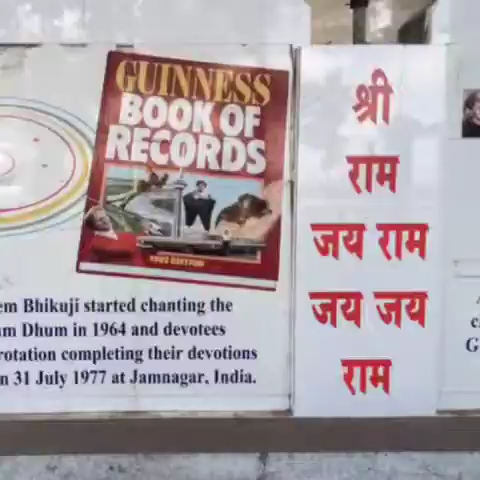 GUINNESS
BOOK OF
RECORDS
Bhikuji started chanting the
Dhum in 1964 and devotees
rotation completing their devotions
31 July 1977 at Jamnagar, India.
श्री
राम
जय राम
जय जय
राम